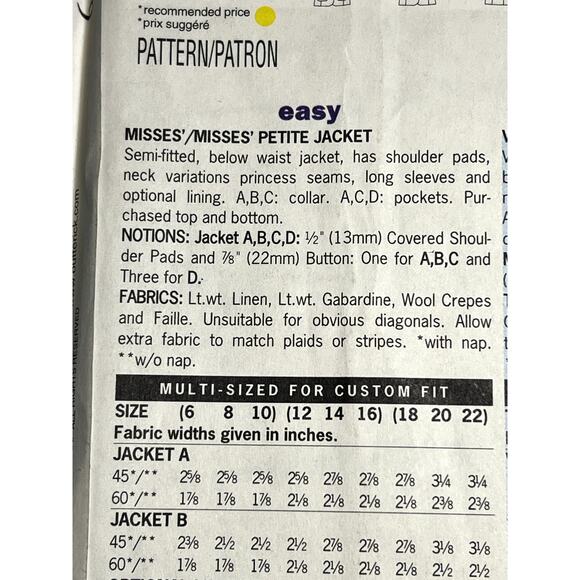 *recommended price
*prix suggéré
PATTERN/PATRON
easy
MISSES'/MISSES' PETITE JACKET
Semi-fitted, below waist jacket, has shoulder pads,
neck variations princess seams, long sleeves and
optional lining. A,B,C: collar. A,C,D: pockets. Pur-
chased top and bottom.
NOTIONS: Jacket A,B,C,D: ½" (13mm) Covered Shoul-
der Pads and ⅞" (22mm) Button: One for A,B,C and
Three for D.
FABRICS: Lt.wt. Linen, Lt.wt. Gabardine, Wool Crepes
and Faille. Unsuitable for obvious diagonals. Allow
extra fabric to match plaids or stripes. *with nap.
**w/o nap.
MULTI-SIZED FOR CUSTOM FIT
SIZE (6 8 10) (12 14 16) (18 20 22)
Fabric widths given in inches.
JACKET A
45*/** 2⅝ 2⅝ 2⅝ 2⅝ 2⅞ 2⅞ 2⅞ 3¼ 3¼
60*/** 1⅞ 1⅞ 1⅞ 2⅛ 2⅛ 2⅛ 2⅛ 2⅜ 2⅜
JACKET B
45*/** 2⅜ 2½ 2½ 2½ 2⅞ 2⅞ 2⅞ 3⅛ 3⅛
60*/** 1⅞ 1⅞ 1⅞ 2⅛ 2⅛ 2⅛ 2⅛ 2½ 2½
ALL RIGHTS RESERVED
butterick.com